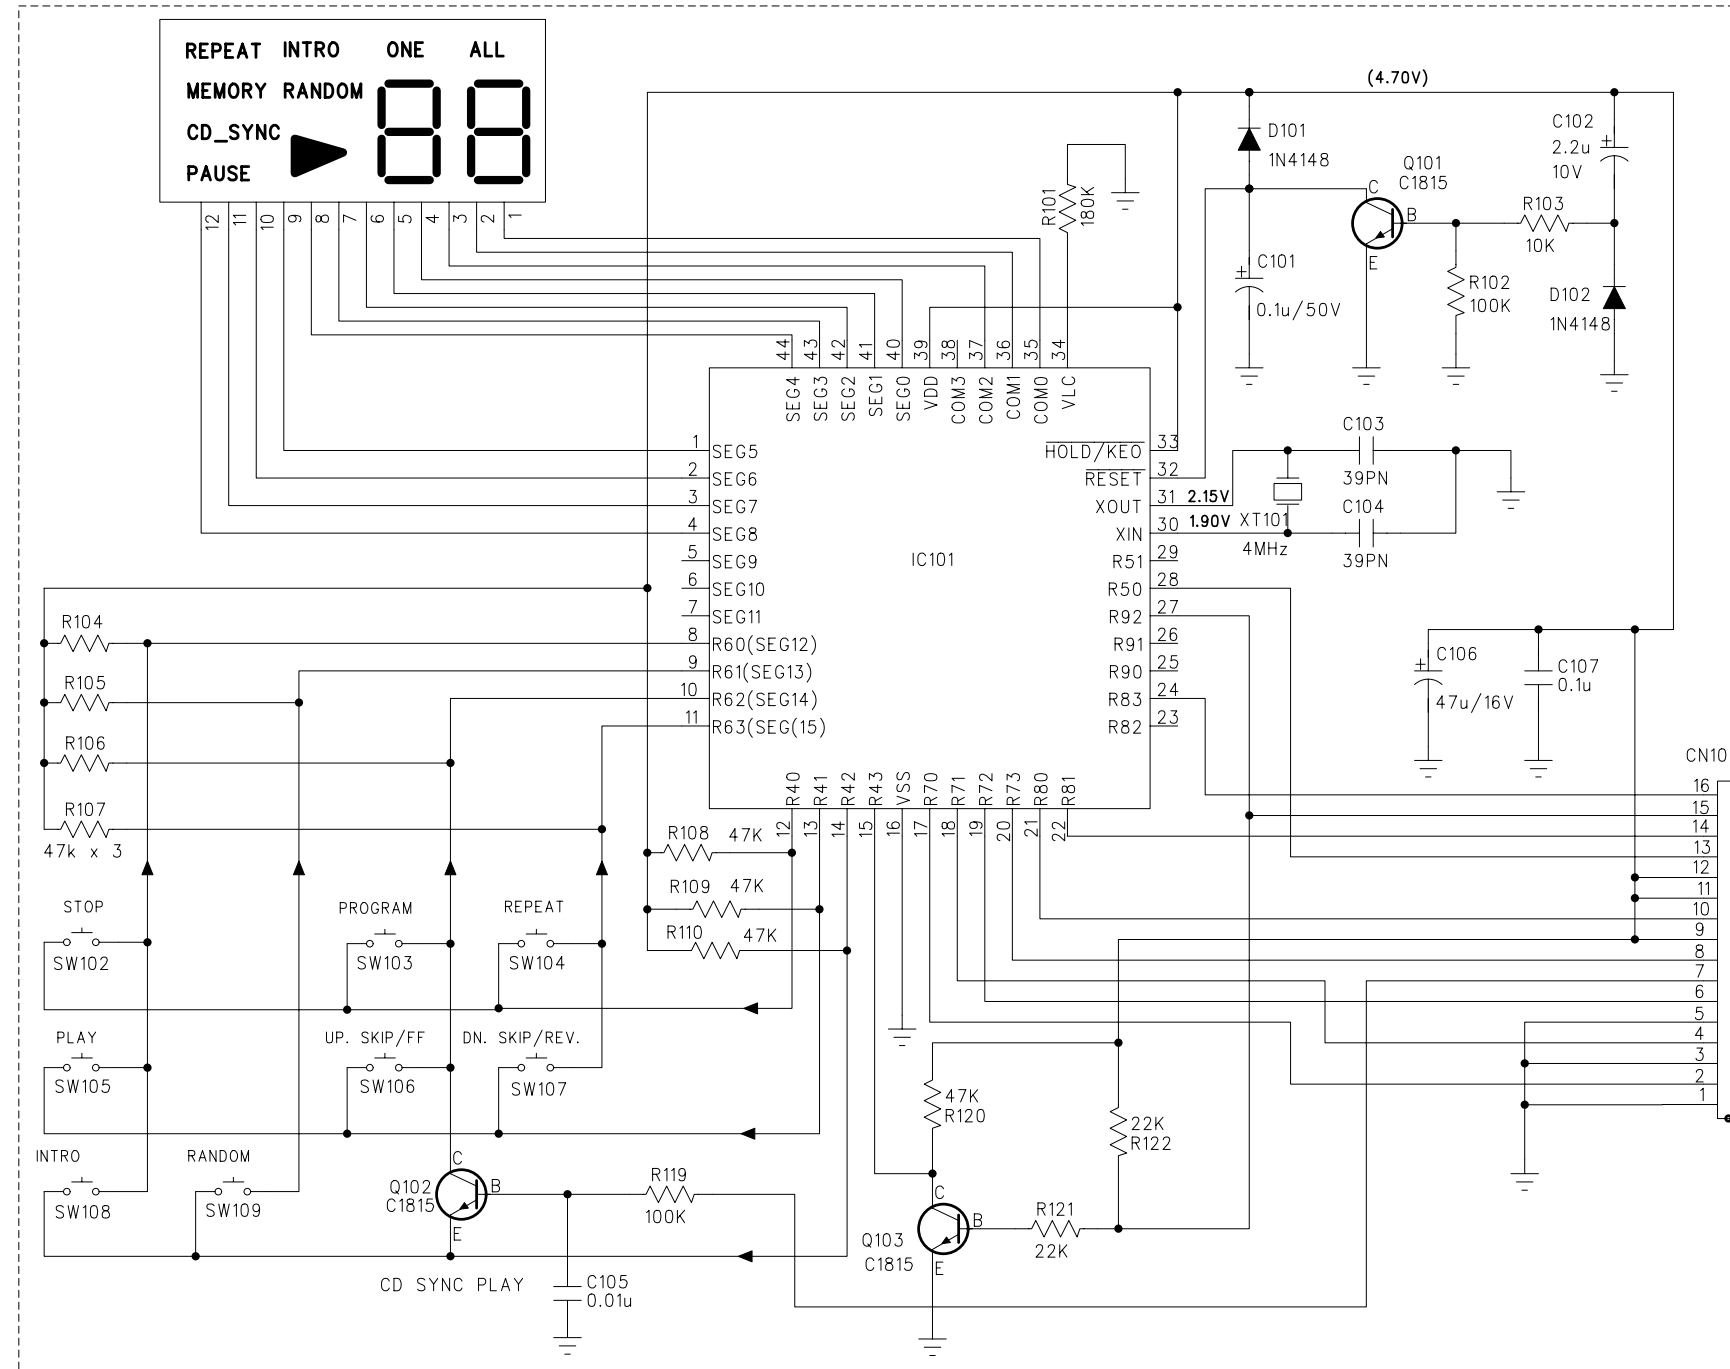 REPEAT INTRO ONE ALL
MEMORY RANDOM
CD_SYNC
PAUSE
12 11 10 9 8 7 6 5 4 3 2 1
(4.70V)
D101
1N4148
C102
2.2u
10V
+
Q101
C1815
C
B
E
R103
10K
R101
180K
C101
+
0.1u/50V
R102
100K
D102
1N4148
44 43 42 41 40 39 38 37 36 35 34
SEG4 SEG3 SEG2 SEG1 SEG0 VDD COM3 COM2 COM1 COM0 VLC
1 SEG5
2 SEG6
3 SEG7
4 SEG8
5 SEG9
6 SEG10
7 SEG11
8 R60(SEG12)
9 R61(SEG13)
10 R62(SEG14)
11 R63(SEG(15)
IC101
HOLD/KEO 33
RESET 32
XOUT 31 2.15V
XIN 30 1.90V
R51 29
R50 28
R92 27
R91 26
R90 25
R83 24
R82 23
C103
39PN
C104
39PN
XT101
4MHz
R40 R41 R42 R43 VSS R70 R71 R72 R73 R80 R81
12 13 14 15 16 17 18 19 20 21 22
C106
+
47u/16V
C107
0.1u
CN10
16
15
14
13
12
11
10
9
8
7
6
5
4
3
2
1
R104
R105
R106
R107
47k x 3
R108 47K
R109 47K
R110 47K
STOP
SW102
PROGRAM
SW103
REPEAT
SW104
PLAY
SW105
UP. SKIP/FF
SW106
DN. SKIP/REV.
SW107
INTRO
SW108
RANDOM
SW109
Q102
C1815
C
B
E
R119
100K
CD SYNC PLAY
C105
0.01u
47K
R120
22K
R122
Q103
C1815
C
B
E
R121
22K